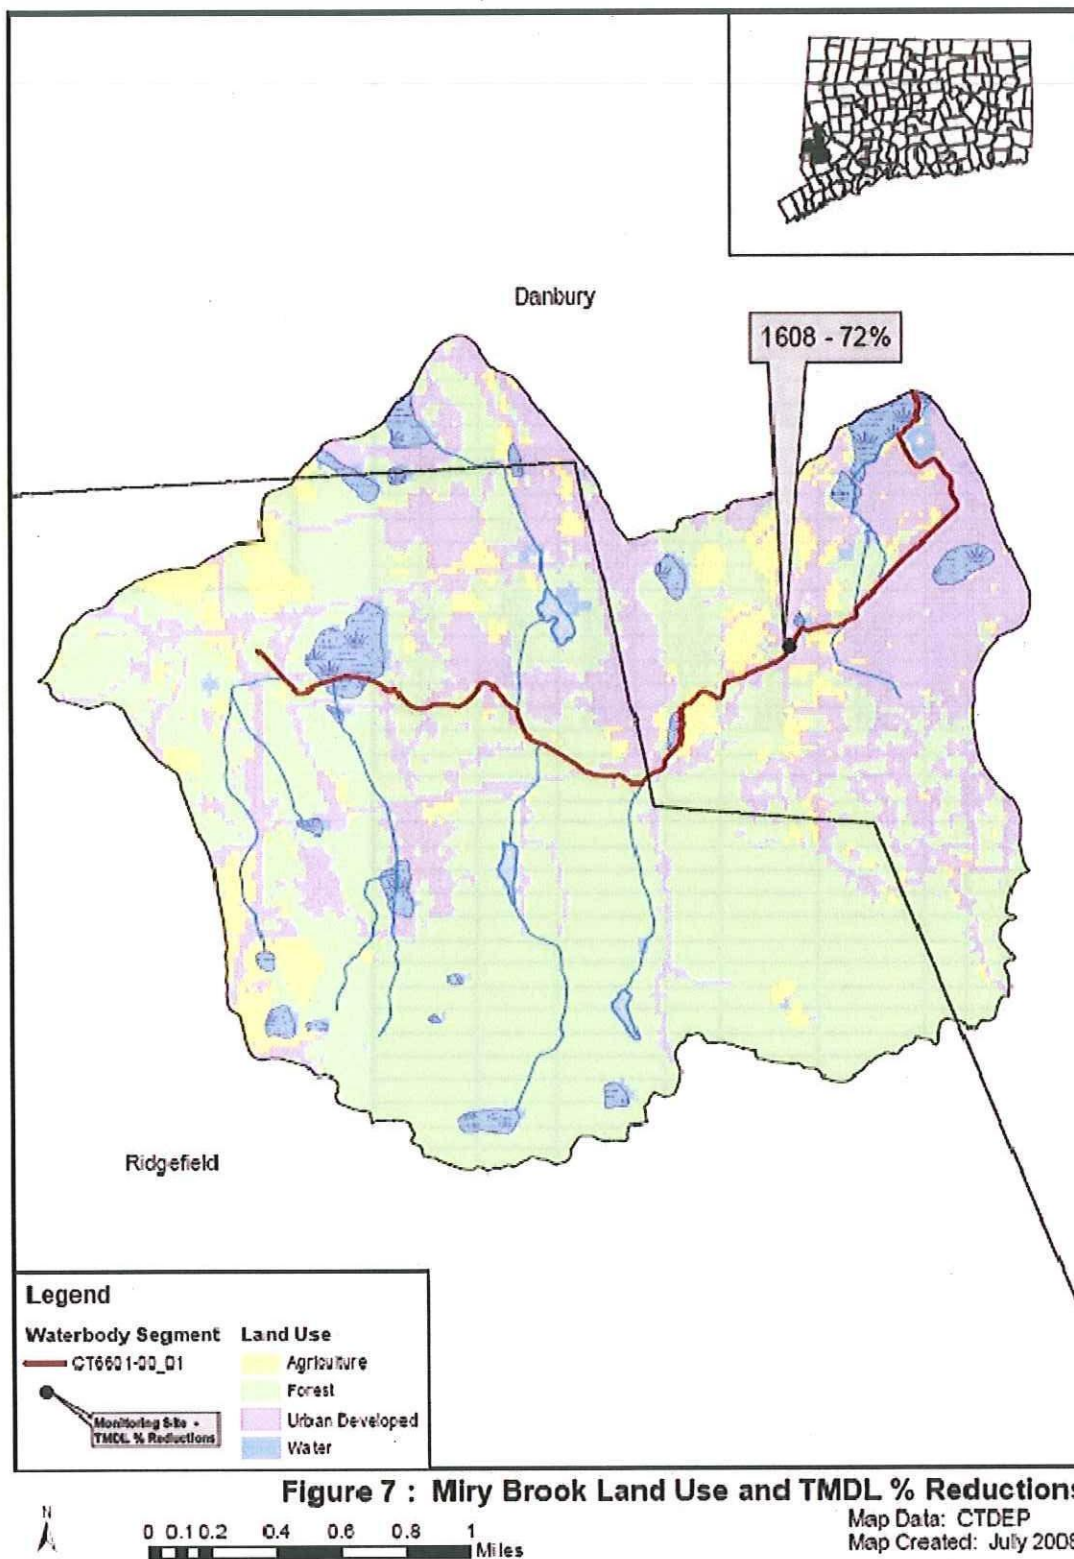 Danbury
1608 - 72%
Ridgefield
Legend
Waterbody Segment
CT6601-00_01
Monitoring Site -
TMDL % Reductions
Land Use
Agriculture
Forest
Urban Developed
Water
Figure 7 : Miry Brook Land Use and TMDL % Reductions
Map Data: CTDEP
Map Created: July 2008
N
0 0.1 0.2 0.4 0.6 0.8 1
Miles